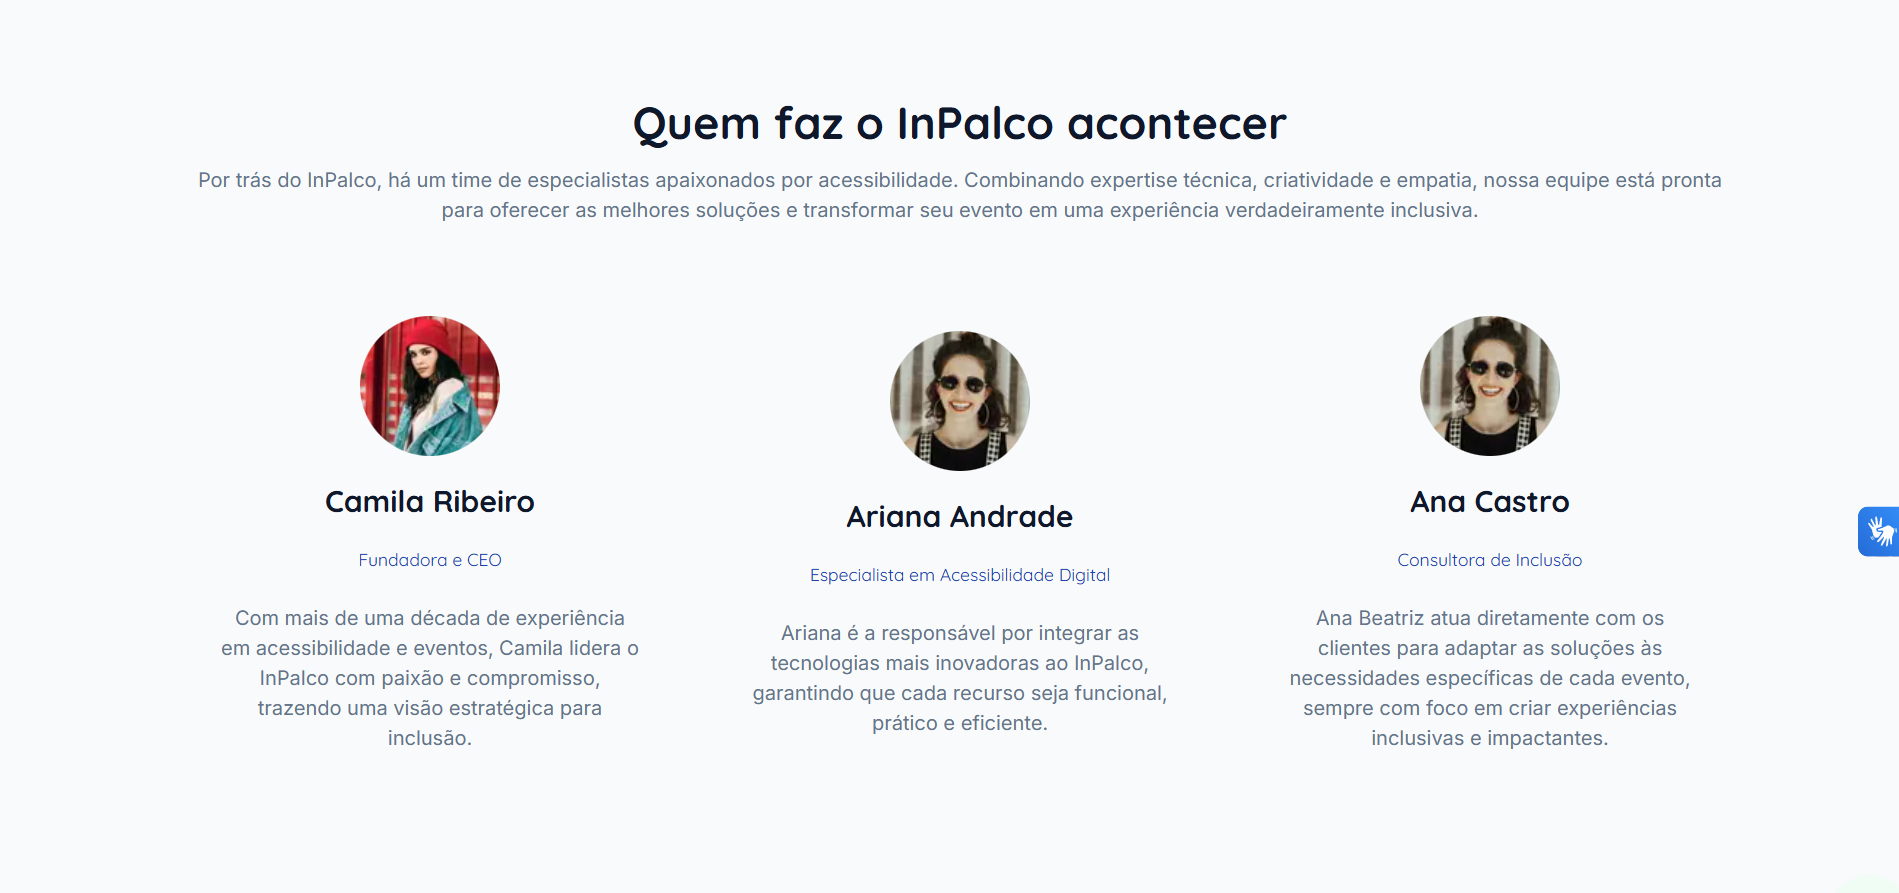 Quem faz o InPalco acontecer
Por trás do InPalco, há um time de especialistas apaixonados por acessibilidade. Combinando expertise técnica, criatividade e empatia, nossa equipe está pronta
para oferecer as melhores soluções e transformar seu evento em uma experiência verdadeiramente inclusiva.
Camila Ribeiro
Fundadora e CEO
Com mais de uma década de experiência
em acessibilidade e eventos, Camila lidera o
InPalco com paixão e compromisso,
trazendo uma visão estratégica para
inclusão.
Ariana Andrade
Especialista em Acessibilidade Digital
Ariana é a responsável por integrar as
tecnologias mais inovadoras ao InPalco,
garantindo que cada recurso seja funcional,
prático e eficiente.
Ana Castro
Consultora de Inclusão
Ana Beatriz atua diretamente com os
clientes para adaptar as soluções às
necessidades específicas de cada evento,
sempre com foco em criar experiências
inclusivas e impactantes.